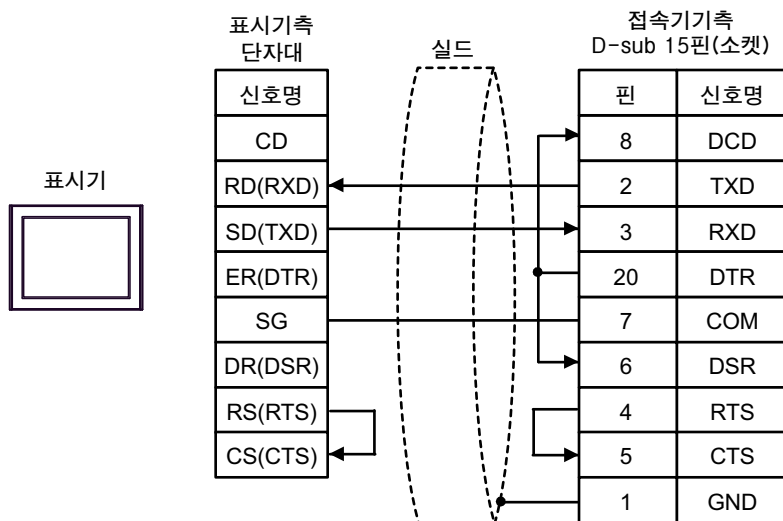 표시기
표시기측
단자대
신호명
CD
RD(RXD)
SD(TXD)
ER(DTR)
SG
DR(DSR)
RS(RTS)
CS(CTS)
실드
접속기기측
D-sub 15핀(소켓)
핀 신호명
8 DCD
2 TXD
3 RXD
20 DTR
7 COM
6 DSR
4 RTS
5 CTS
1 GND